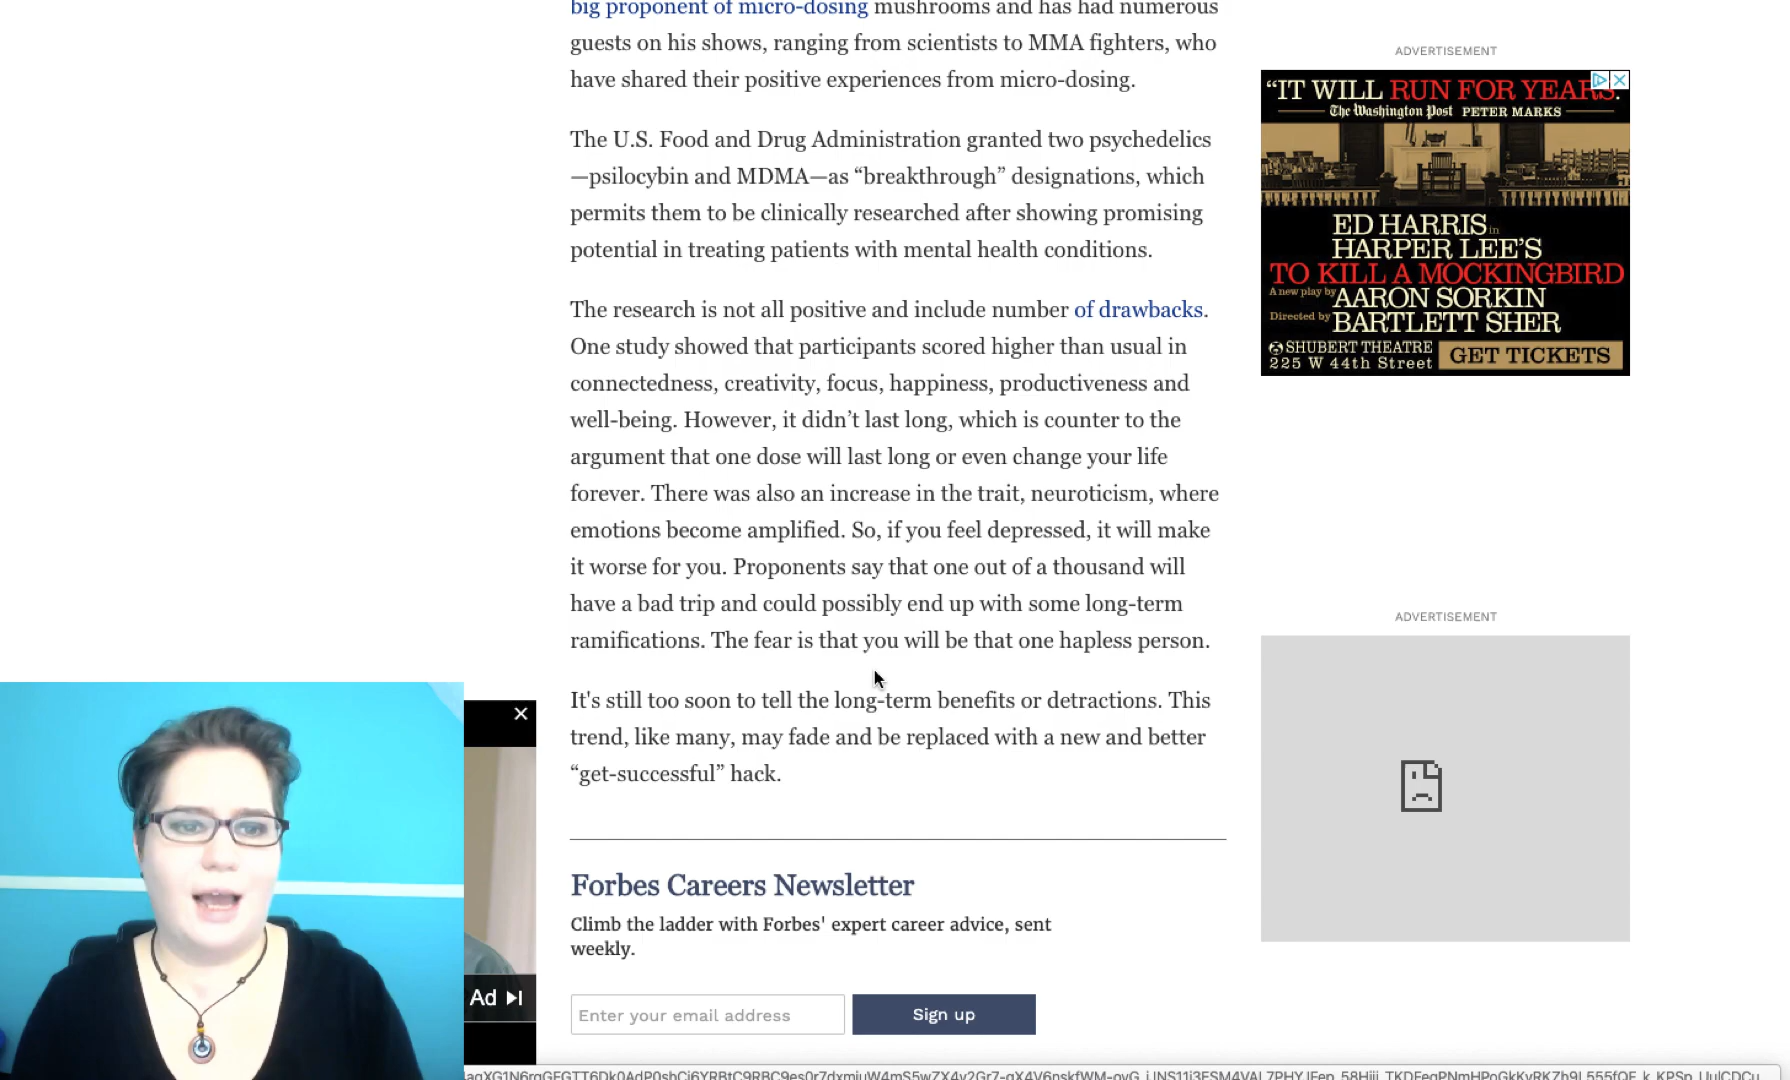 big proponent of micro-dosing mushrooms and has had numerous
guests on his shows, ranging from scientists to MMA fighters, who
have shared their positive experiences from micro-dosing.
The U.S. Food and Drug Administration granted two psychedelics
—psilocybin and MDMA—as “breakthrough” designations, which
permits them to be clinically researched after showing promising
potential in treating patients with mental health conditions.
The research is not all positive and include number of drawbacks.
One study showed that participants scored higher than usual in
connectedness, creativity, focus, happiness, productiveness and
well-being. However, it didn’t last long, which is counter to the
argument that one dose will last long or even change your life
forever. There was also an increase in the trait, neuroticism, where
emotions become amplified. So, if you feel depressed, it will make
it worse for you. Proponents say that one out of a thousand will
have a bad trip and could possibly end up with some long-term
ramifications. The fear is that you will be that one hapless person.
It's still too soon to tell the long-term benefits or detractions. This
trend, like many, may fade and be replaced with a new and better
“get-successful” hack.
Forbes Careers Newsletter
Climb the ladder with Forbes' expert career advice, sent
weekly.
Enter your email address
Sign up
Ad
ADVERTISEMENT
“IT WILL RUN FOR YEARS.
The Washington Post PETER MARKS
ED HARRIS in
HARPER LEE'S
TO KILL A MOCKINGBIRD
A new play by AARON SORKIN
Directed by BARTLETT SHER
SHUBERT THEATRE
225 W 44th Street
GET TICKETS
ADVERTISEMENT